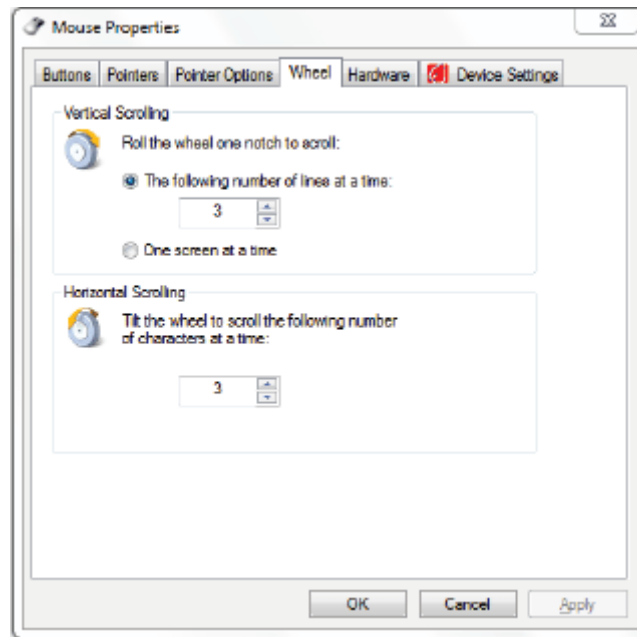 Mouse Properties
Buttons Pointers Pointer Options Wheel Hardware Device Settings
Vertical Scrolling
Roll the wheel one notch to scroll:
The following number of lines at a time:
3
One screen at a time
Horizontal Scrolling
Tilt the wheel to scroll the following number
of characters at a time:
3
OK Cancel Apply